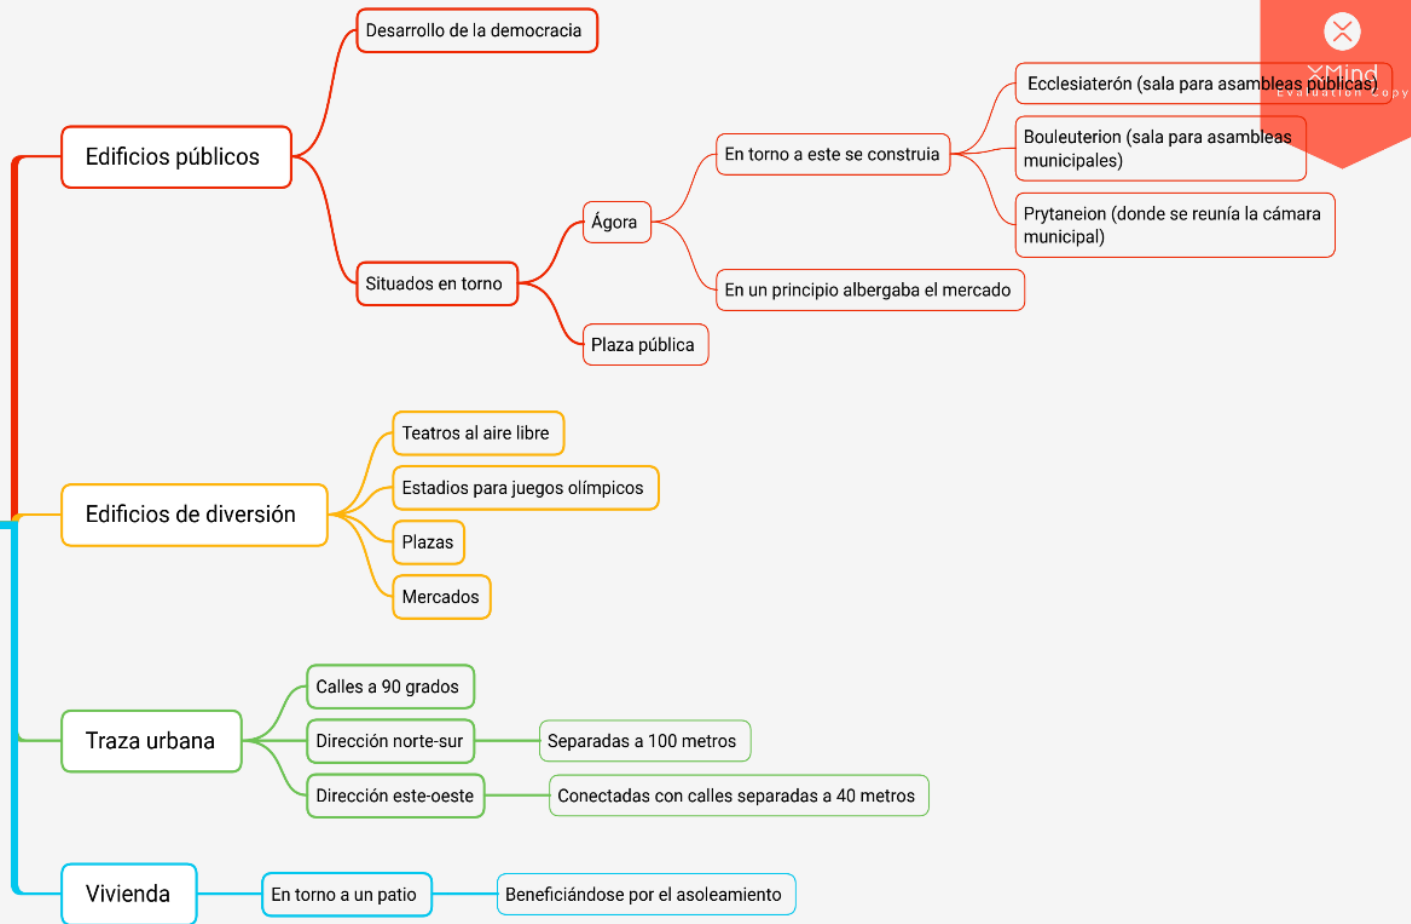 Desarrollo de la democracia
XMind
Evaluation Copy
Ecclesiaterón (sala para asambleas públicas)
Bouleuterion (sala para asambleas
municipales)
Edificios públicos
En torno a este se construia
Prytaneion (donde se reunía la cámara
municipal)
Ágora
Situados en torno
En un principio albergaba el mercado
Plaza pública
Teatros al aire libre
Estadios para juegos olímpicos
Edificios de diversión
Plazas
Mercados
Calles a 90 grados
Traza urbana
Dirección norte-sur
Separadas a 100 metros
Dirección este-oeste
Conectadas con calles separadas a 40 metros
Vivienda
En torno a un patio
Beneficiándose por el asoleamiento